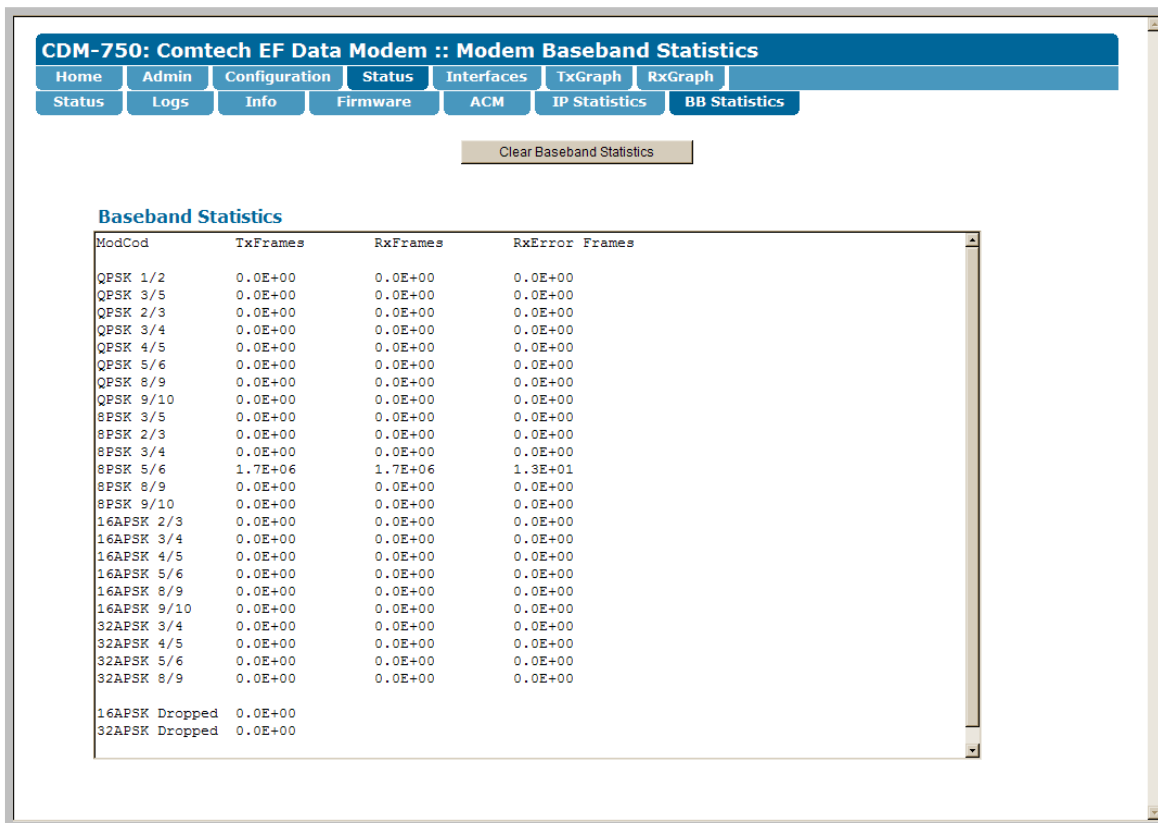 CDM-750: Comtech EF Data Modem :: Modem Baseband Statistics
Home Admin Configuration Status Interfaces TxGraph RxGraph
Status Logs Info Firmware ACM IP Statistics BB Statistics
Clear Baseband Statistics
Baseband Statistics
ModCod TxFrames RxFrames RxError Frames
QPSK 1/2 0.0E+00 0.0E+00 0.0E+00
QPSK 3/5 0.0E+00 0.0E+00 0.0E+00
QPSK 2/3 0.0E+00 0.0E+00 0.0E+00
QPSK 3/4 0.0E+00 0.0E+00 0.0E+00
QPSK 4/5 0.0E+00 0.0E+00 0.0E+00
QPSK 5/6 0.0E+00 0.0E+00 0.0E+00
QPSK 8/9 0.0E+00 0.0E+00 0.0E+00
QPSK 9/10 0.0E+00 0.0E+00 0.0E+00
8PSK 3/5 0.0E+00 0.0E+00 0.0E+00
8PSK 2/3 0.0E+00 0.0E+00 0.0E+00
8PSK 3/4 0.0E+00 0.0E+00 0.0E+00
8PSK 5/6 1.7E+06 1.7E+06 1.3E+01
8PSK 8/9 0.0E+00 0.0E+00 0.0E+00
8PSK 9/10 0.0E+00 0.0E+00 0.0E+00
16APSK 2/3 0.0E+00 0.0E+00 0.0E+00
16APSK 3/4 0.0E+00 0.0E+00 0.0E+00
16APSK 4/5 0.0E+00 0.0E+00 0.0E+00
16APSK 5/6 0.0E+00 0.0E+00 0.0E+00
16APSK 8/9 0.0E+00 0.0E+00 0.0E+00
16APSK 9/10 0.0E+00 0.0E+00 0.0E+00
32APSK 3/4 0.0E+00 0.0E+00 0.0E+00
32APSK 4/5 0.0E+00 0.0E+00 0.0E+00
32APSK 5/6 0.0E+00 0.0E+00 0.0E+00
32APSK 8/9 0.0E+00 0.0E+00 0.0E+00
16APSK Dropped 0.0E+00
32APSK Dropped 0.0E+00